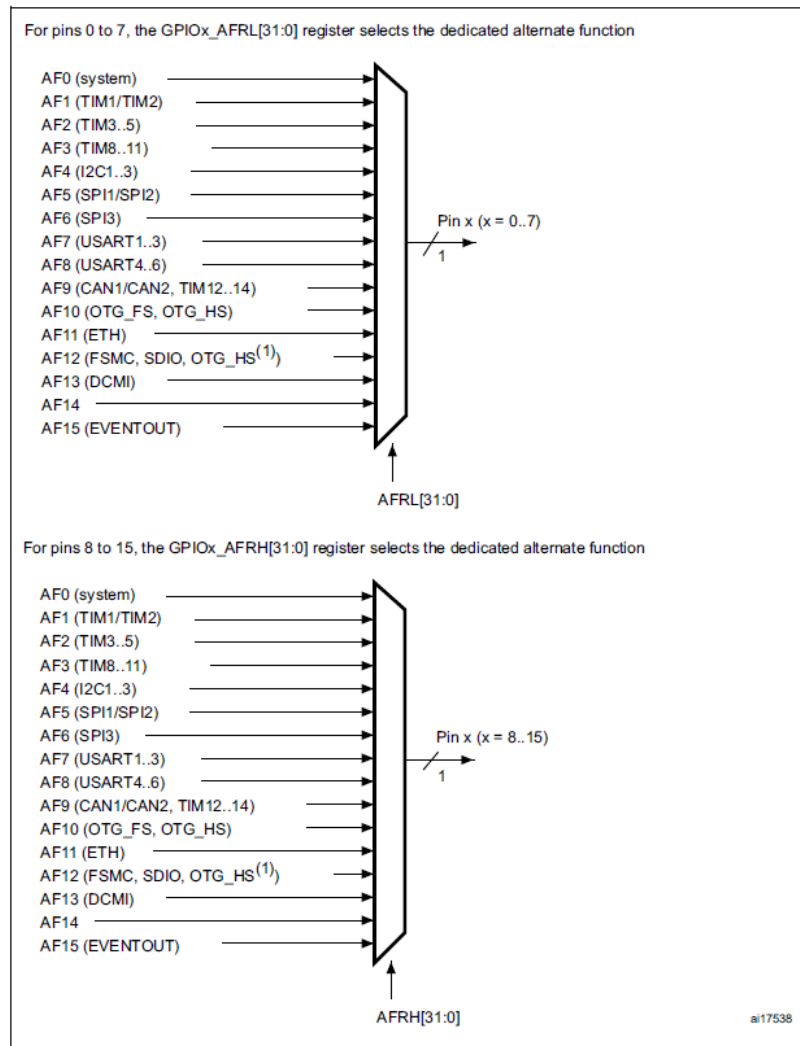 For pins 0 to 7, the GPIOx_AFRL[31:0] register selects the dedicated alternate function
AF0 (system)
AF1 (TIM1/TIM2)
AF2 (TIM3..5)
AF3 (TIM8..11)
AF4 (I2C1..3)
AF5 (SPI1/SPI2)
AF6 (SPI3)
AF7 (USART1..3)
AF8 (USART4..6)
AF9 (CAN1/CAN2, TIM12..14)
AF10 (OTG_FS, OTG_HS)
AF11 (ETH)
AF12 (FSMC, SDIO, OTG_HS(1))
AF13 (DCMI)
AF14
AF15 (EVENTOUT)
Pin x (x = 0..7)
1
AFRL[31:0]
For pins 8 to 15, the GPIOx_AFRH[31:0] register selects the dedicated alternate function
AF0 (system)
AF1 (TIM1/TIM2)
AF2 (TIM3..5)
AF3 (TIM8..11)
AF4 (I2C1..3)
AF5 (SPI1/SPI2)
AF6 (SPI3)
AF7 (USART1..3)
AF8 (USART4..6)
AF9 (CAN1/CAN2, TIM12..14)
AF10 (OTG_FS, OTG_HS)
AF11 (ETH)
AF12 (FSMC, SDIO, OTG_HS(1))
AF13 (DCMI)
AF14
AF15 (EVENTOUT)
Pin x (x = 8..15)
1
AFRH[31:0]
ai17538